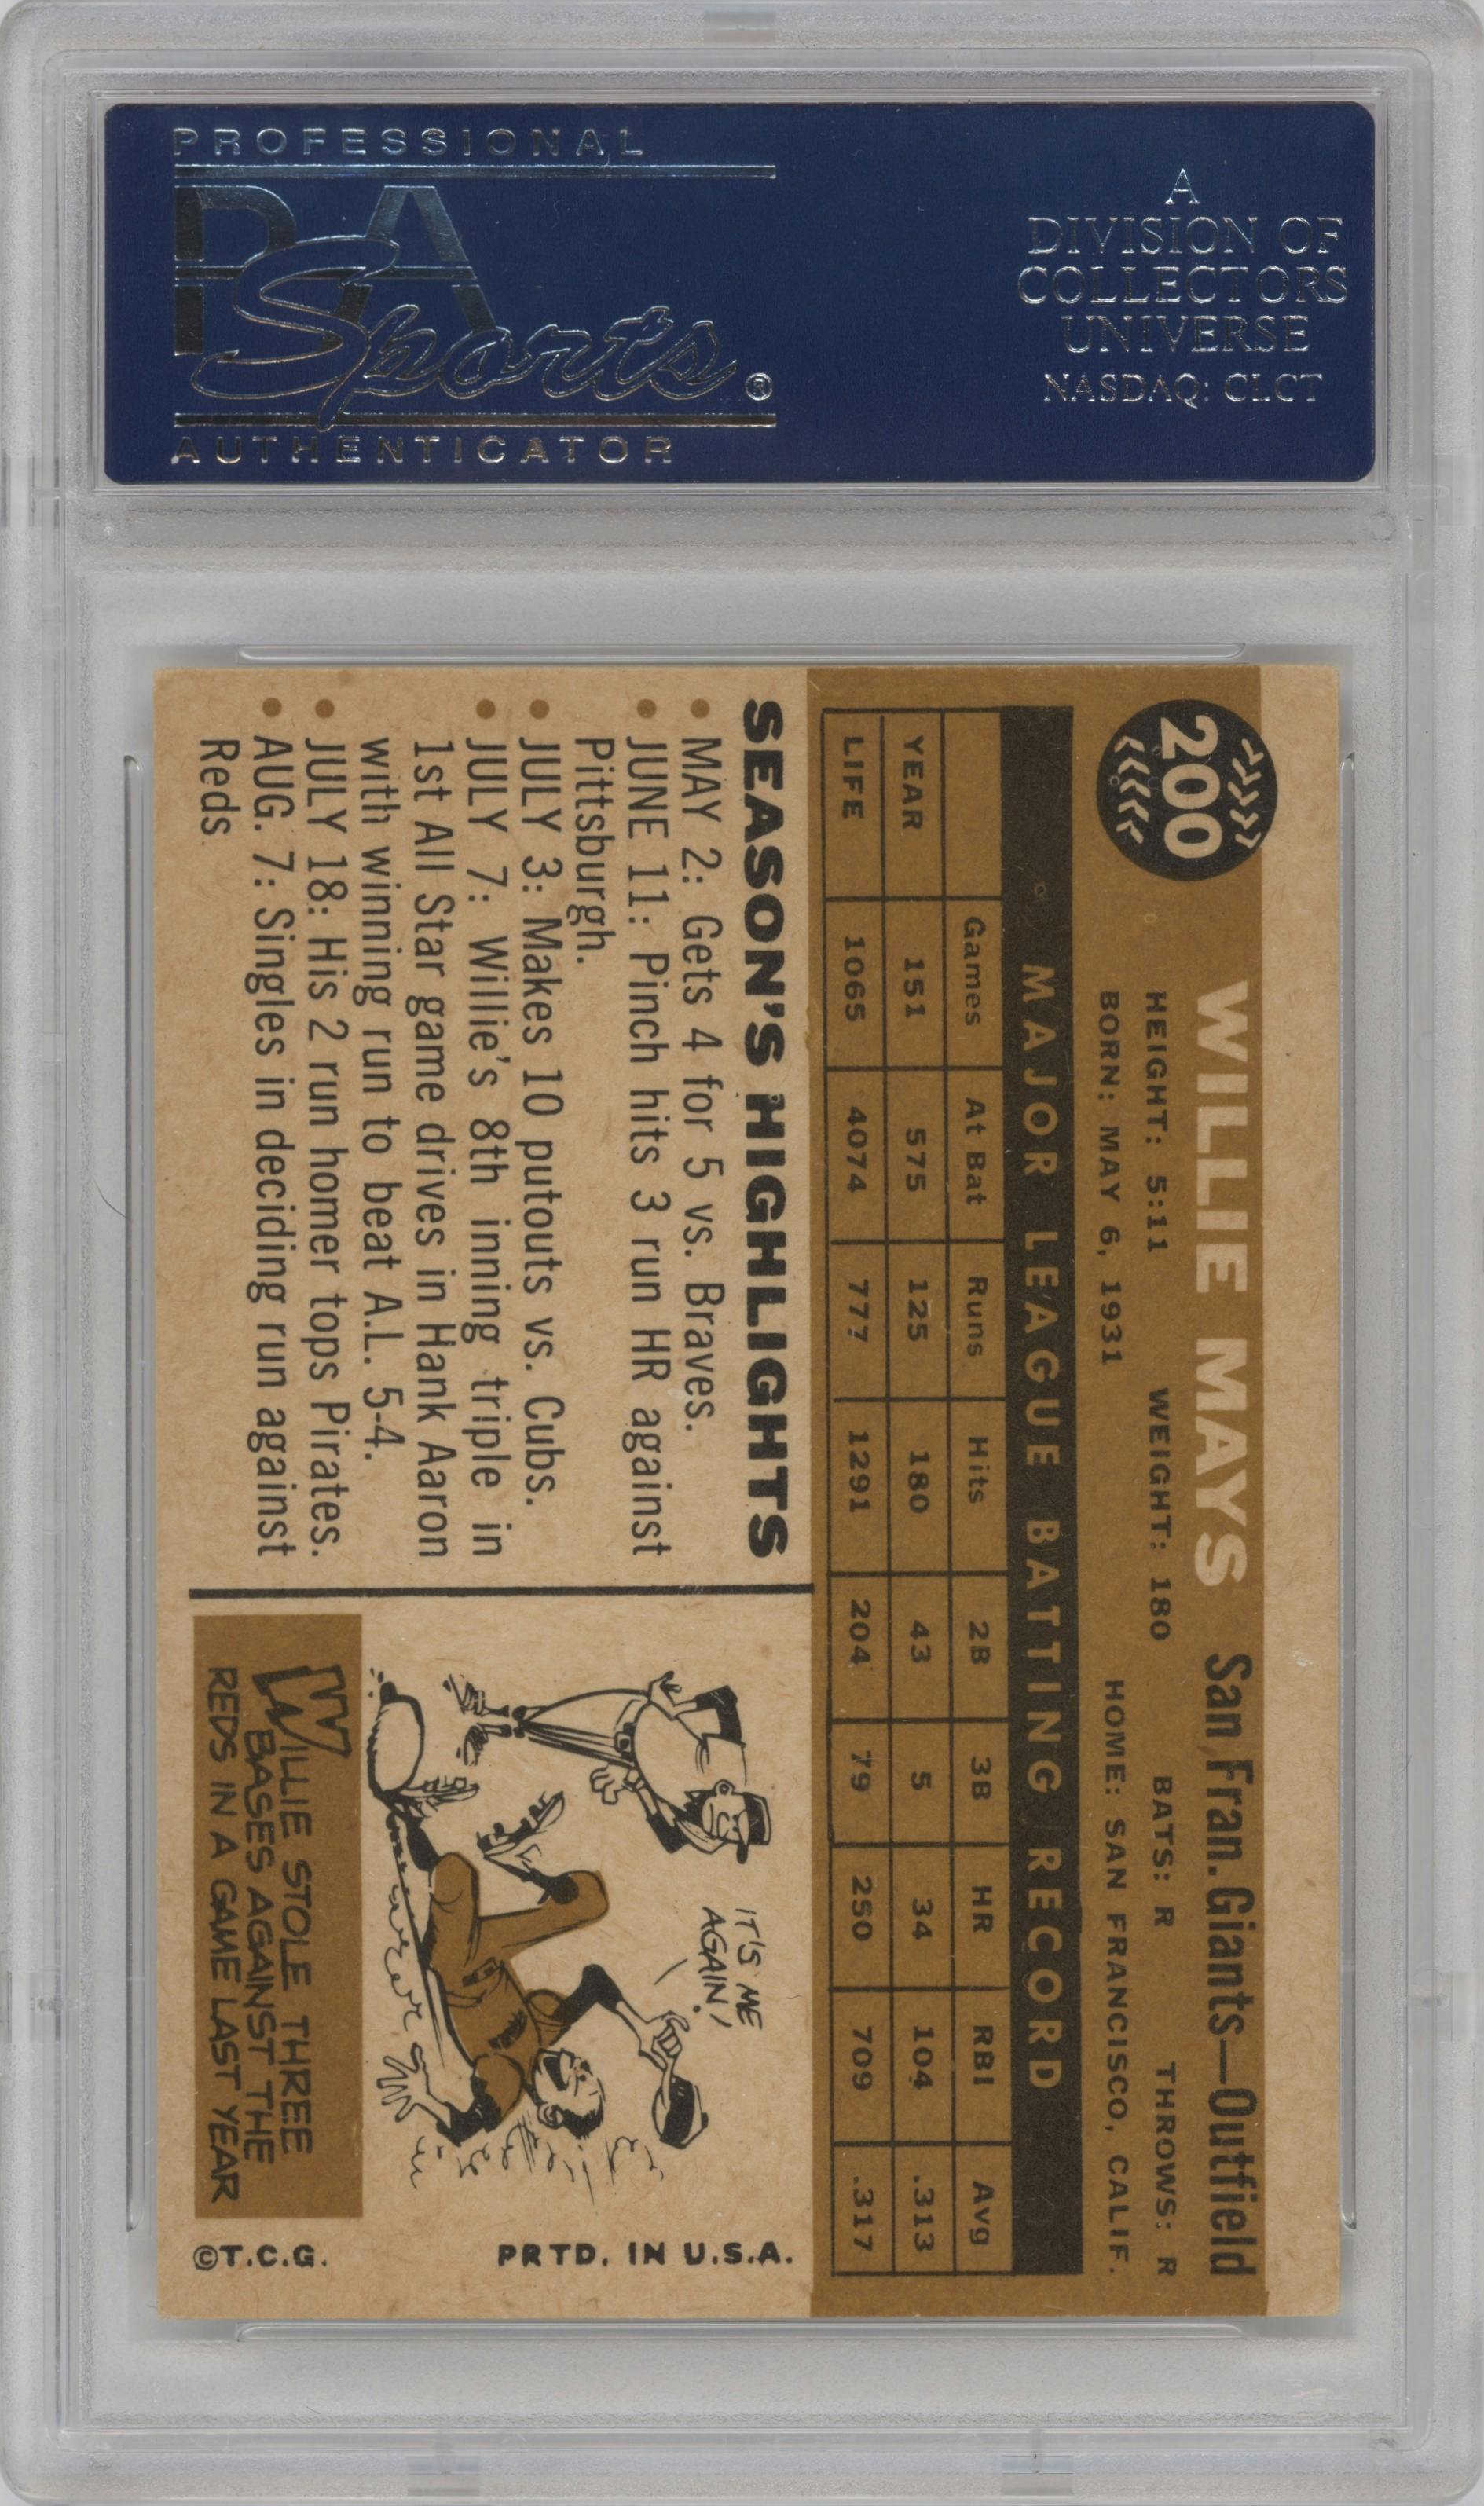 PROFESSIONAL
PSA
Sports®
AUTHENTICATOR
A
DIVISION OF
COLLECTORS
UNIVERSE
NASDAQ: CLCT
200
WILLIE MAYS San Fran. Giants—Outfield
HEIGHT: 5:11 WEIGHT: 180 BATS: R THROWS: R
BORN: MAY 6, 1931 HOME: SAN FRANCISCO, CALIF.
MAJOR LEAGUE BATTING RECORD
Games At Bat Runs Hits 2B 3B HR RBI Avg
YEAR 151 575 125 180 43 5 34 104 .313
LIFE 1065 4074 777 1291 204 79 250 709 .317
SEASON'S HIGHLIGHTS
• MAY 2: Gets 4 for 5 vs. Braves.
• JUNE 11: Pinch hits 3 run HR against
Pittsburgh.
• JULY 3: Makes 10 putouts vs. Cubs.
• JULY 7: Willie's 8th inning triple in
1st All Star game drives in Hank Aaron
with winning run to beat A.L. 5-4.
• JULY 18: His 2 run homer tops Pirates.
• AUG. 7: Singles in deciding run against
Reds
IT'S ME
AGAIN!
WILLIE STOLE THREE
BASES AGAINST THE
REDS IN A GAME LAST YEAR
©T.C.G. PRTD. IN U.S.A.